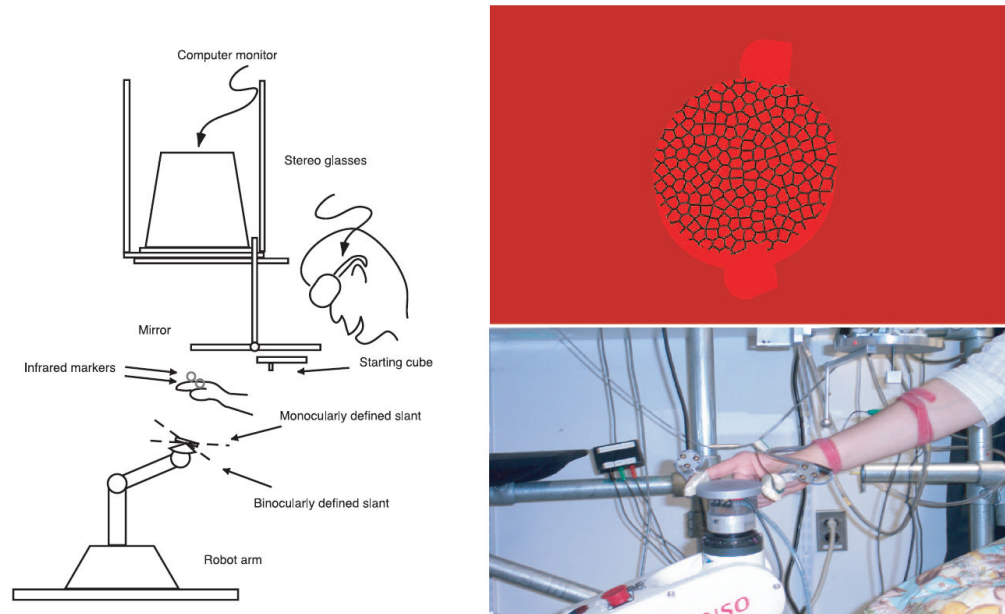 Computer monitor
Stereo glasses
Mirror
Infrared markers
Starting cube
Monocularly defined slant
Binocularly defined slant
Robot arm